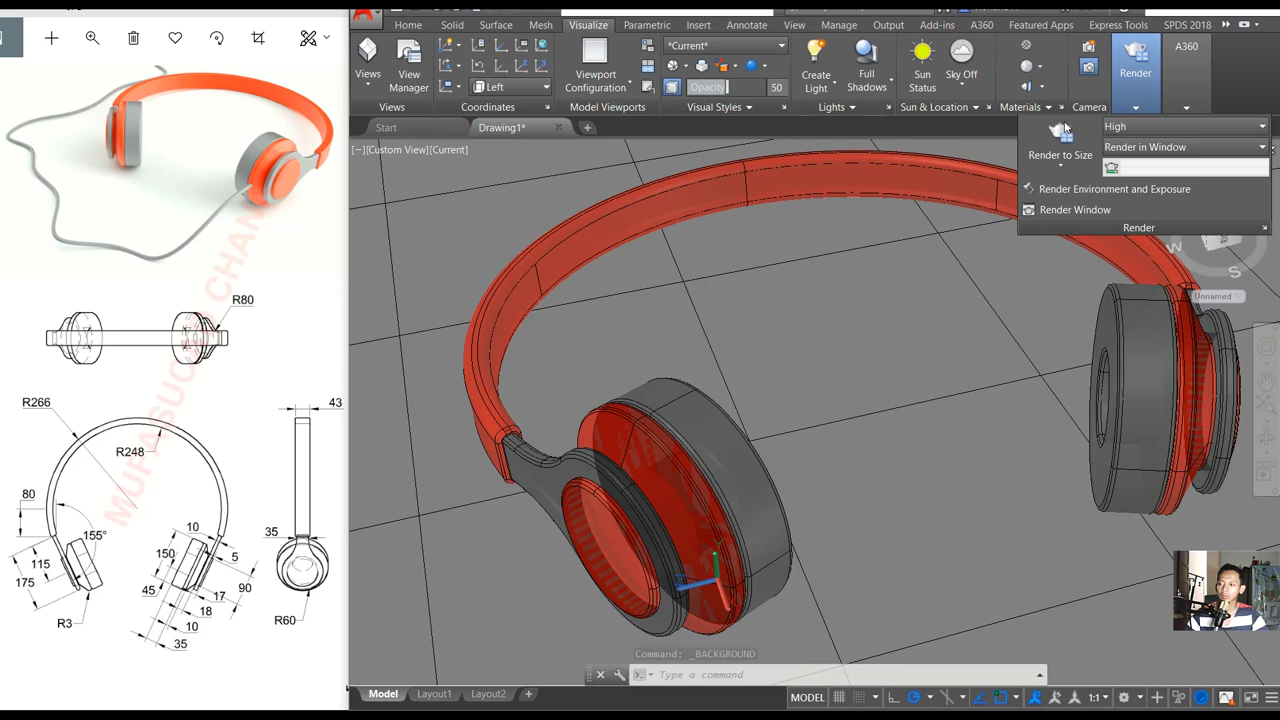 Home Solid Surface Mesh Visualize Parametric Insert Annotate View Manage Output Add-ins A360 Featured Apps Express Tools SPDS 2018
*Current*
Views View Manager Viewport Configuration Opacity 50 Create Light Full Shadows Sun Status Sky Off Render A360
Left
Views Coordinates Model Viewports Visual Styles Lights Sun & Location Materials Camera
Start Drawing1*
High
Render to Size Render in Window
Render Environment and Exposure
Render Window
Render
[−][Custom View][Current]
W S
Unnamed
MUFASUCAD CHAN
R80
R266
R248
43
80
155°
115
175
R3
10
150
5
45
90
17
18
10
35
35
R60
Command: _BACKGROUND
Type a command
Model Layout1 Layout2
MODEL 1:1